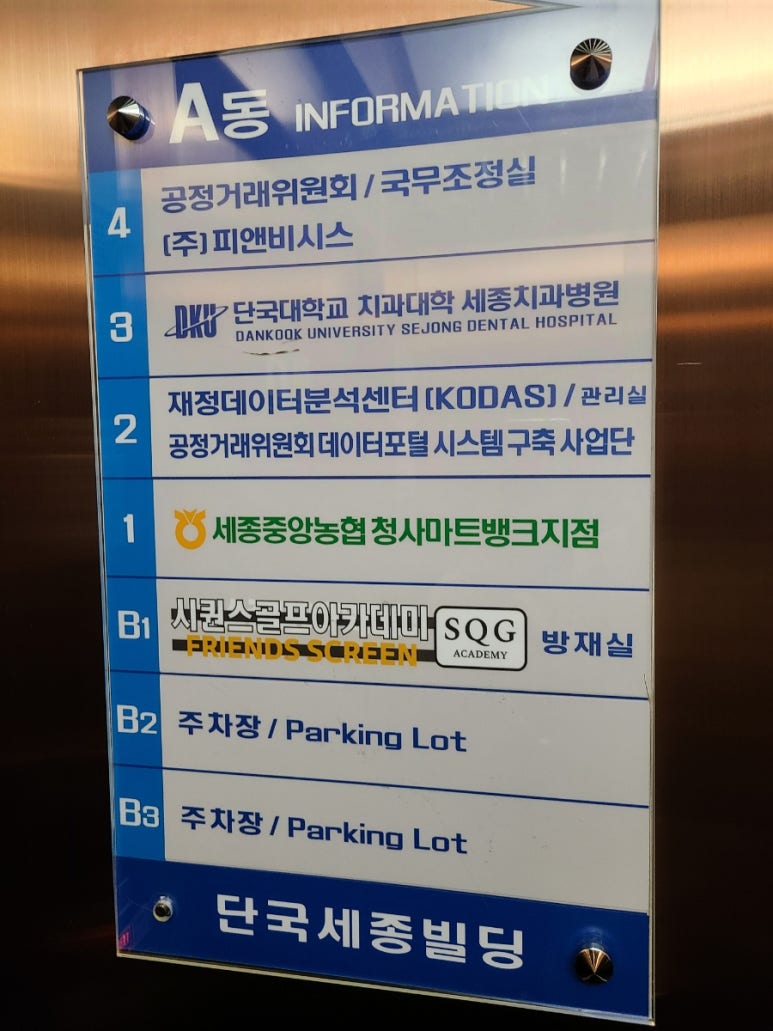 A동 INFORMATION
4 공정거래위원회 / 국무조정실
(주) 피앤비시스
3 DKU 단국대학교 치과대학 세종치과병원
DANKOOK UNIVERSITY SEJONG DENTAL HOSPITAL
2 재정데이터분석센터 (KODAS) / 관리실
공정거래위원회 데이터포털 시스템 구축 사업단
1 세종중앙농협 청사마트뱅크지점
B1 시퀀스골프아카데미 SQG 방재실
FRIENDS SCREEN ACADEMY
B2 주차장 / Parking Lot
B3 주차장 / Parking Lot
단국세종빌딩